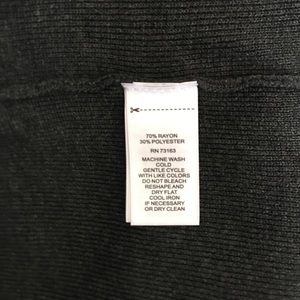 70% RAYON
30% POLYESTER
RN 73163
MACHINE WASH
COLD
GENTLE CYCLE
WITH LIKE COLORS
DO NOT BLEACH
RESHAPE AND
DRY FLAT
COOL IRON
IF NECESSARY
OR DRY CLEAN